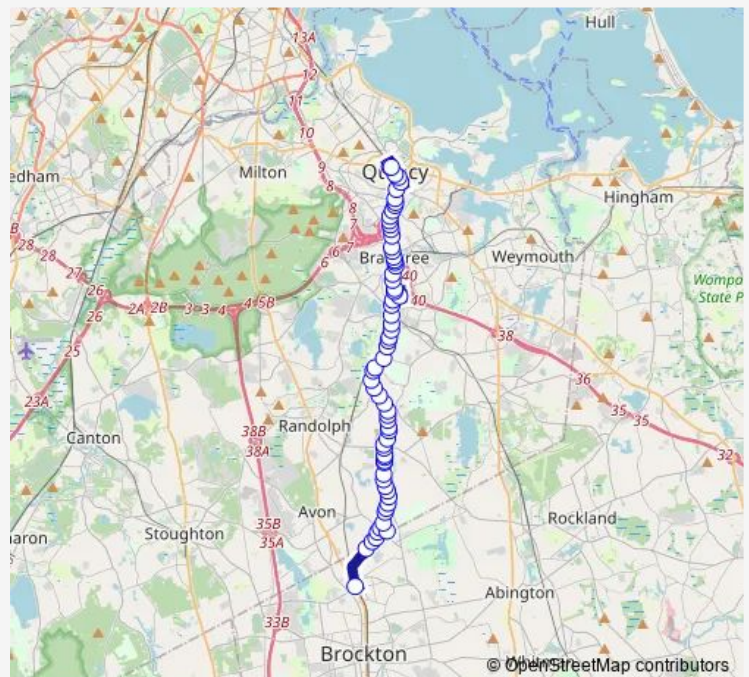 Hull
13A
12
11
10
9
8
8
7
7
6
6
7
Milton
edham
Quincy
Hingham
Braintree
Weymouth
B
28
28
27
26
26
25
2A
2B
3
3
4
4
5B
40
40
38
36
35
35
32
Wompa
State P
23A
Canton
38B
38A
Randolph
Avon
Stoughton
aron
35B
35A
33B
Rockland
Abington
Brockton
© OpenStreetMap contributors